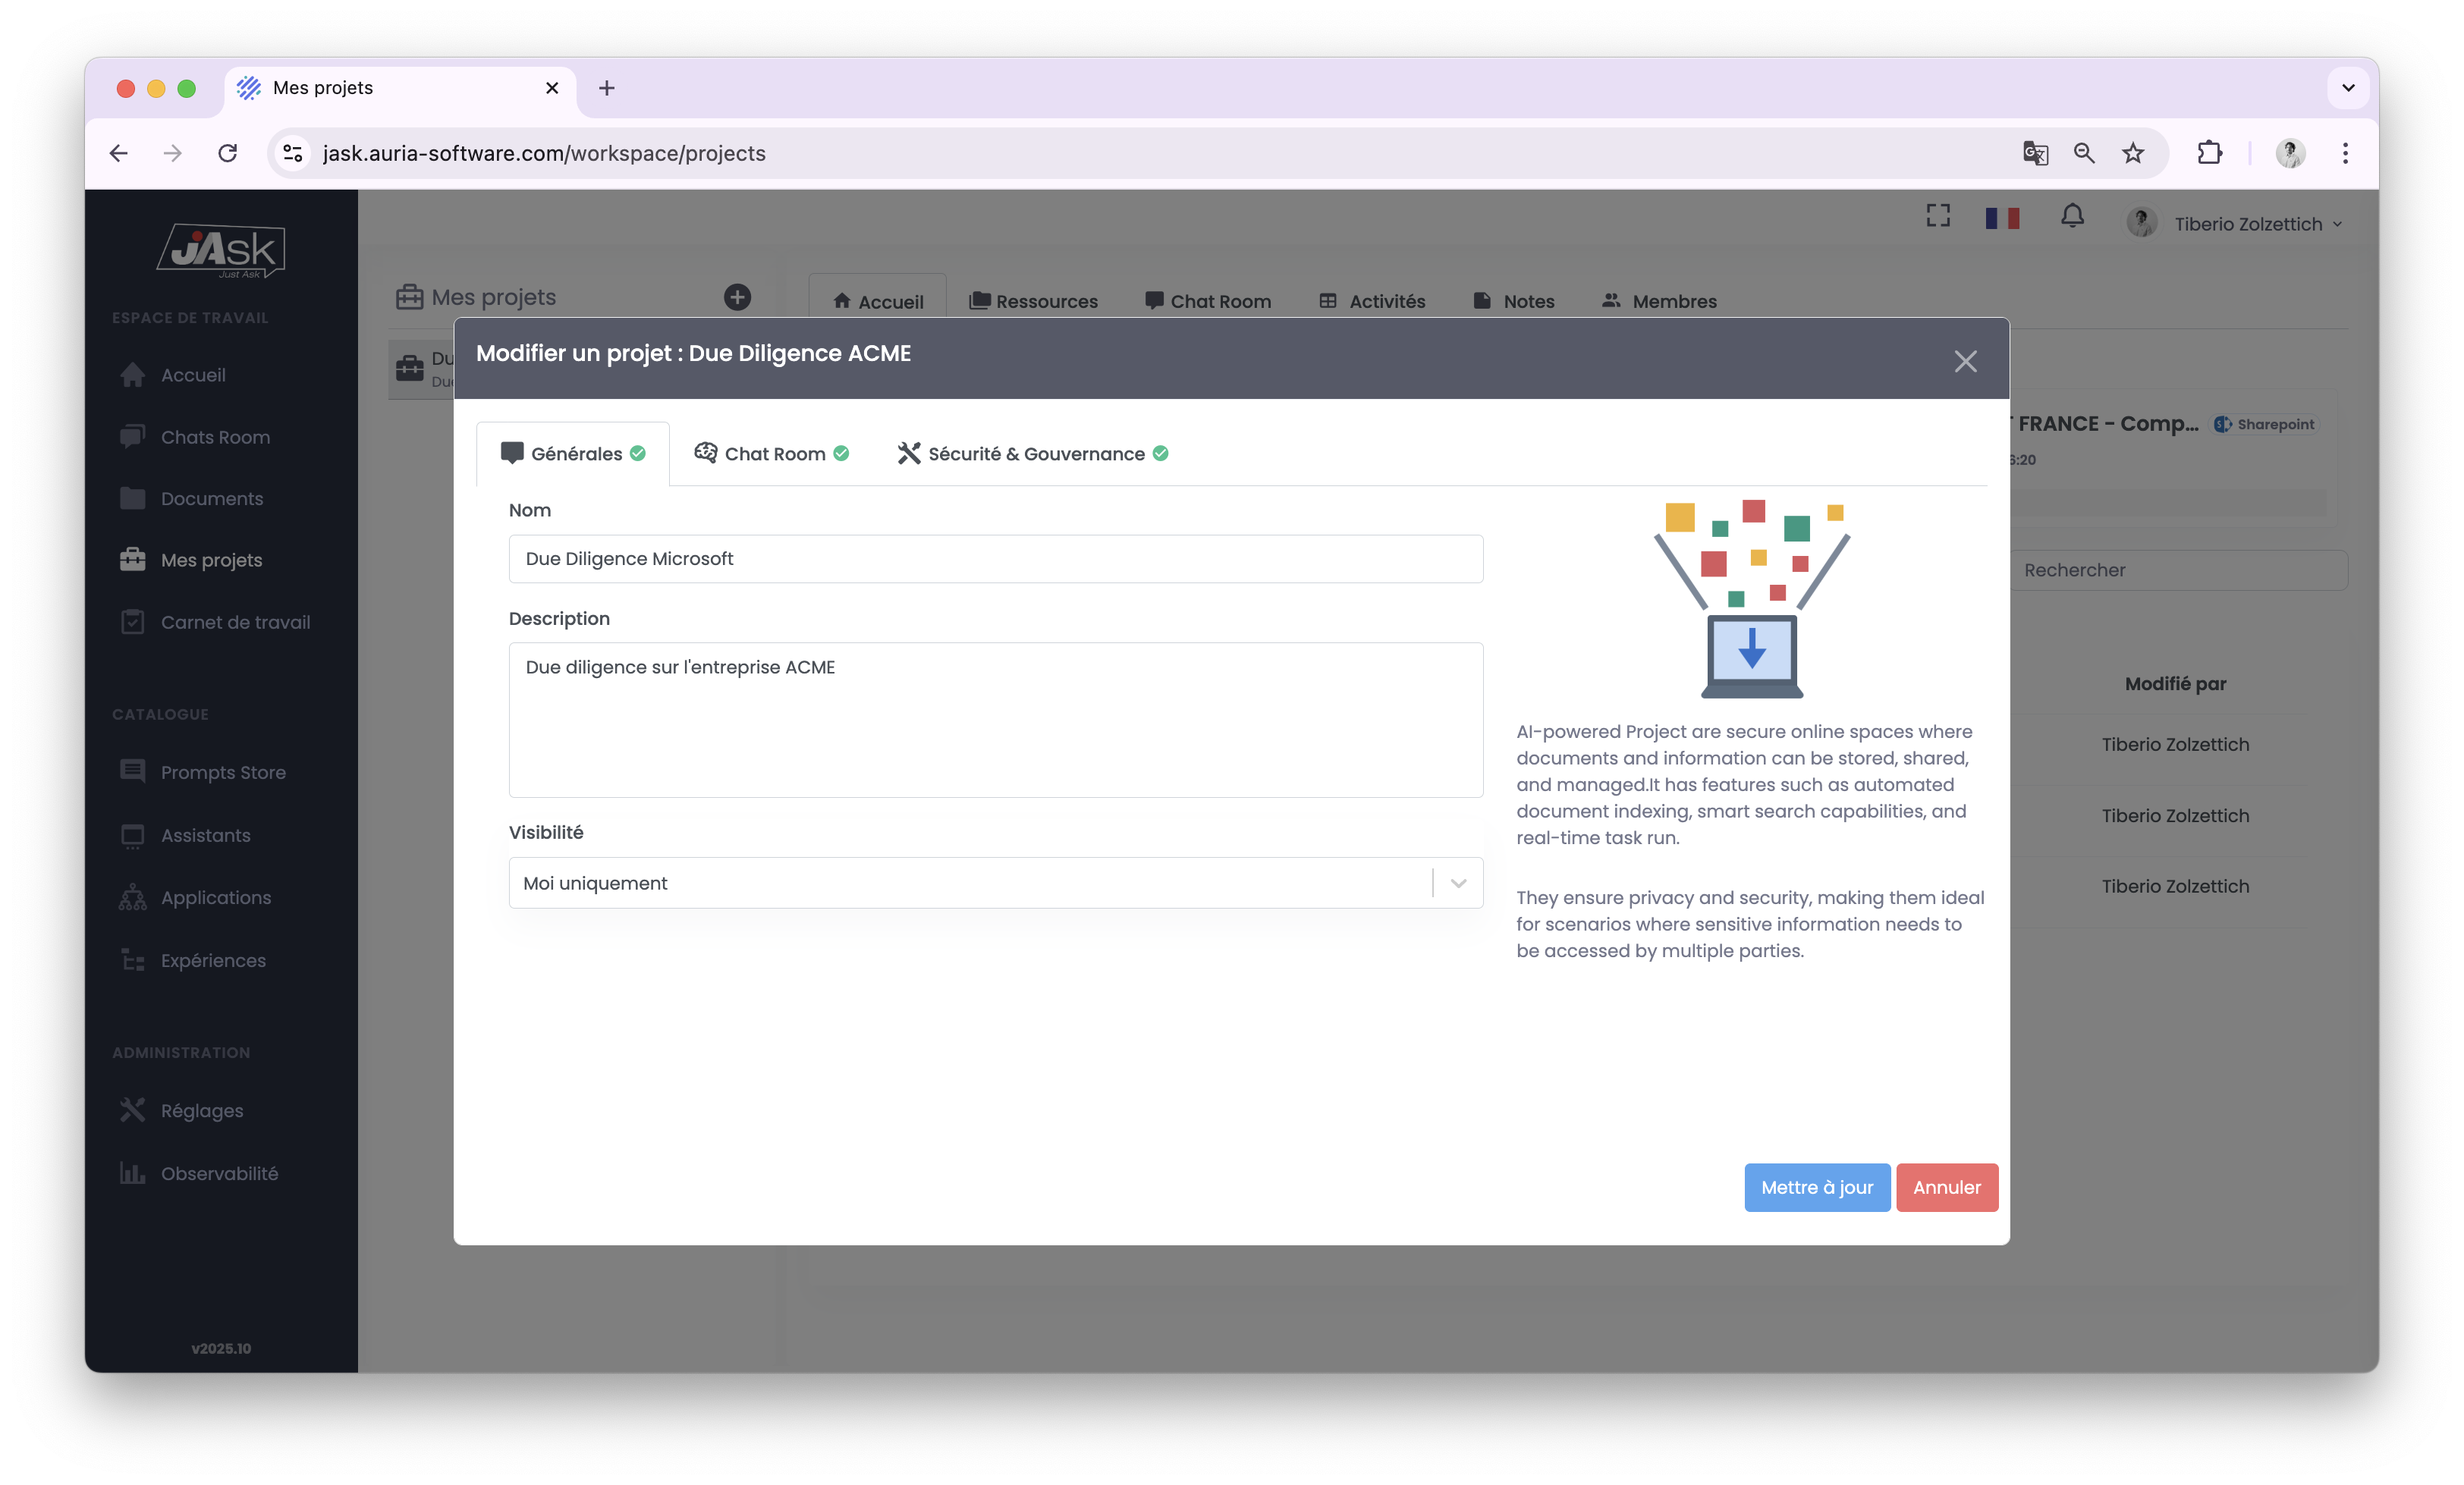 Mes projets
jask.auria-software.com/workspace/projects
jAsk
Just Ask
Tiberio Zolzettich
ESPACE DE TRAVAIL
Accueil
Chats Room
Documents
Mes projets
Carnet de travail
CATALOGUE
Prompts Store
Assistants
Applications
Expériences
ADMINISTRATION
Réglages
Observabilité
v2025.10
Mes projets
Accueil
Ressources
Chat Room
Activités
Notes
Membres
Modifier un projet : Due Diligence ACME
Générales
Chat Room
Sécurité & Gouvernance
Nom
Due Diligence Microsoft
Description
Due diligence sur l'entreprise ACME
Visibilité
Moi uniquement
AI-powered Project are secure online spaces where
documents and information can be stored, shared,
and managed.It has features such as automated
document indexing, smart search capabilities, and
real-time task run.
They ensure privacy and security, making them ideal
for scenarios where sensitive information needs to
be accessed by multiple parties.
Mettre à jour
Annuler
FRANCE - Comp...
Sharepoint
:20
Rechercher
Modifié par
Tiberio Zolzettich
Tiberio Zolzettich
Tiberio Zolzettich